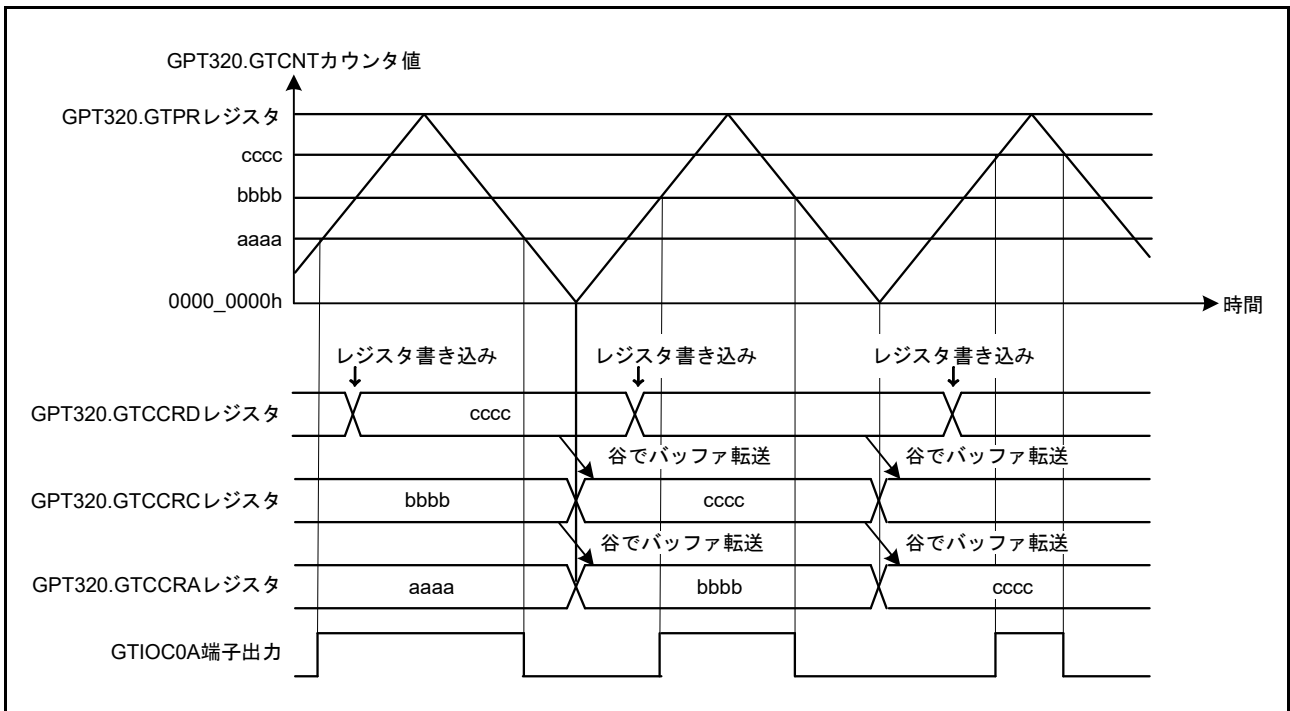 GPT320.GTCNTカウンタ値
GPT320.GTPRレジスタ
cccc
bbbb
aaaa
0000_0000h
時間
レジスタ書き込み レジスタ書き込み レジスタ書き込み
GPT320.GTCCRDレジスタ cccc
谷でバッファ転送 谷でバッファ転送
GPT320.GTCCRCレジスタ bbbb cccc
谷でバッファ転送 谷でバッファ転送
GPT320.GTCCRAレジスタ aaaa bbbb cccc
GTIOC0A端子出力